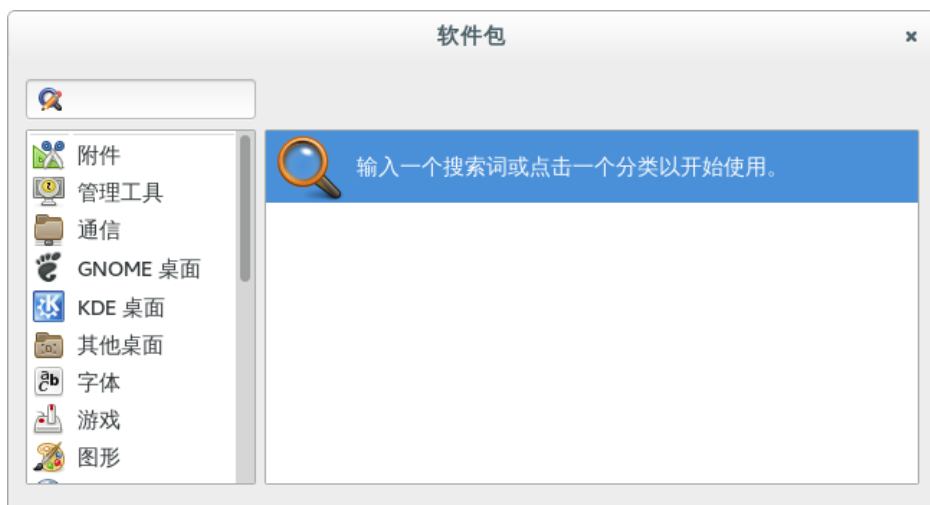 软件包
附件
管理工具
通信
GNOME 桌面
KDE 桌面
其他桌面
字体
游戏
图形
输入一个搜索词或点击一个分类以开始使用。